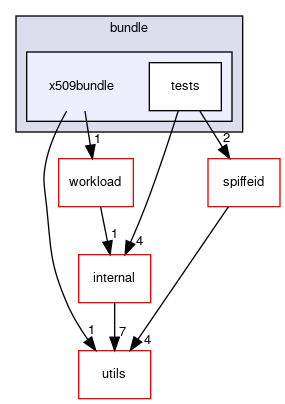 bundle
x509bundle
tests
1
2
workload
spiffeid
1
4
internal
1
7
4
utils